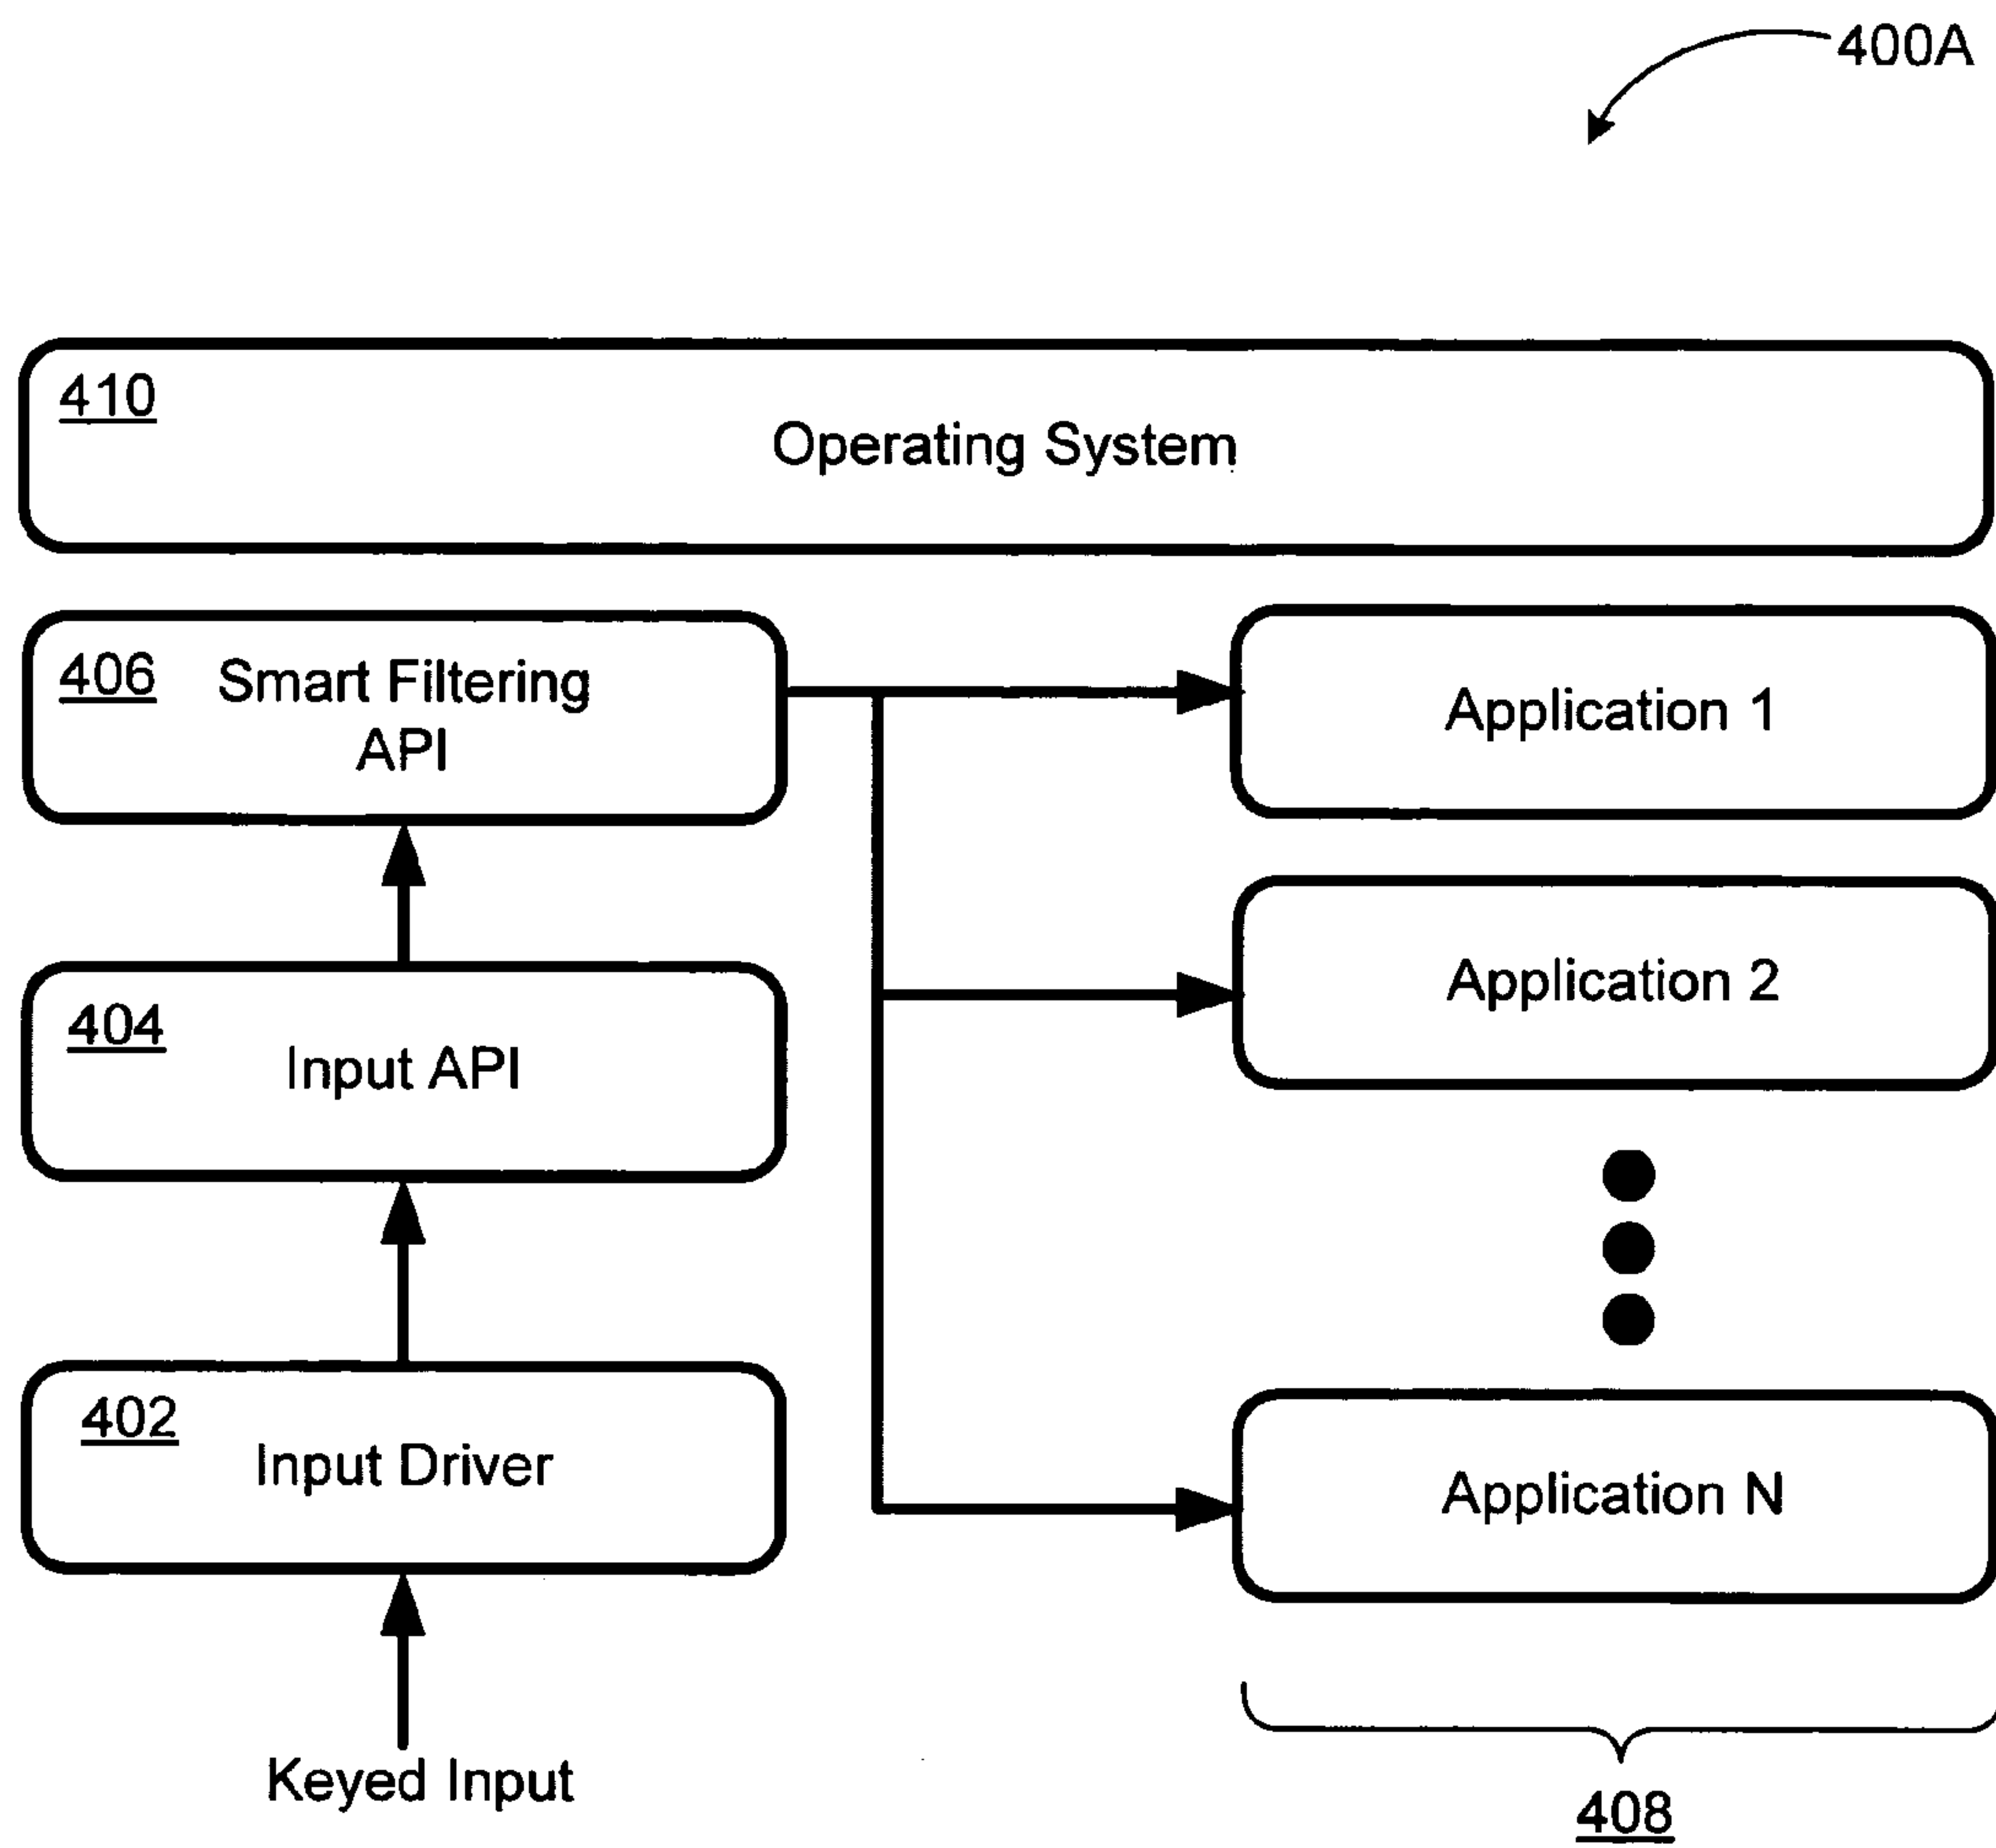 400A
410
Operating System
406 Smart Filtering
API
Application 1
404
Input API
Application 2
402
Input Driver
Application N
Keyed Input
408